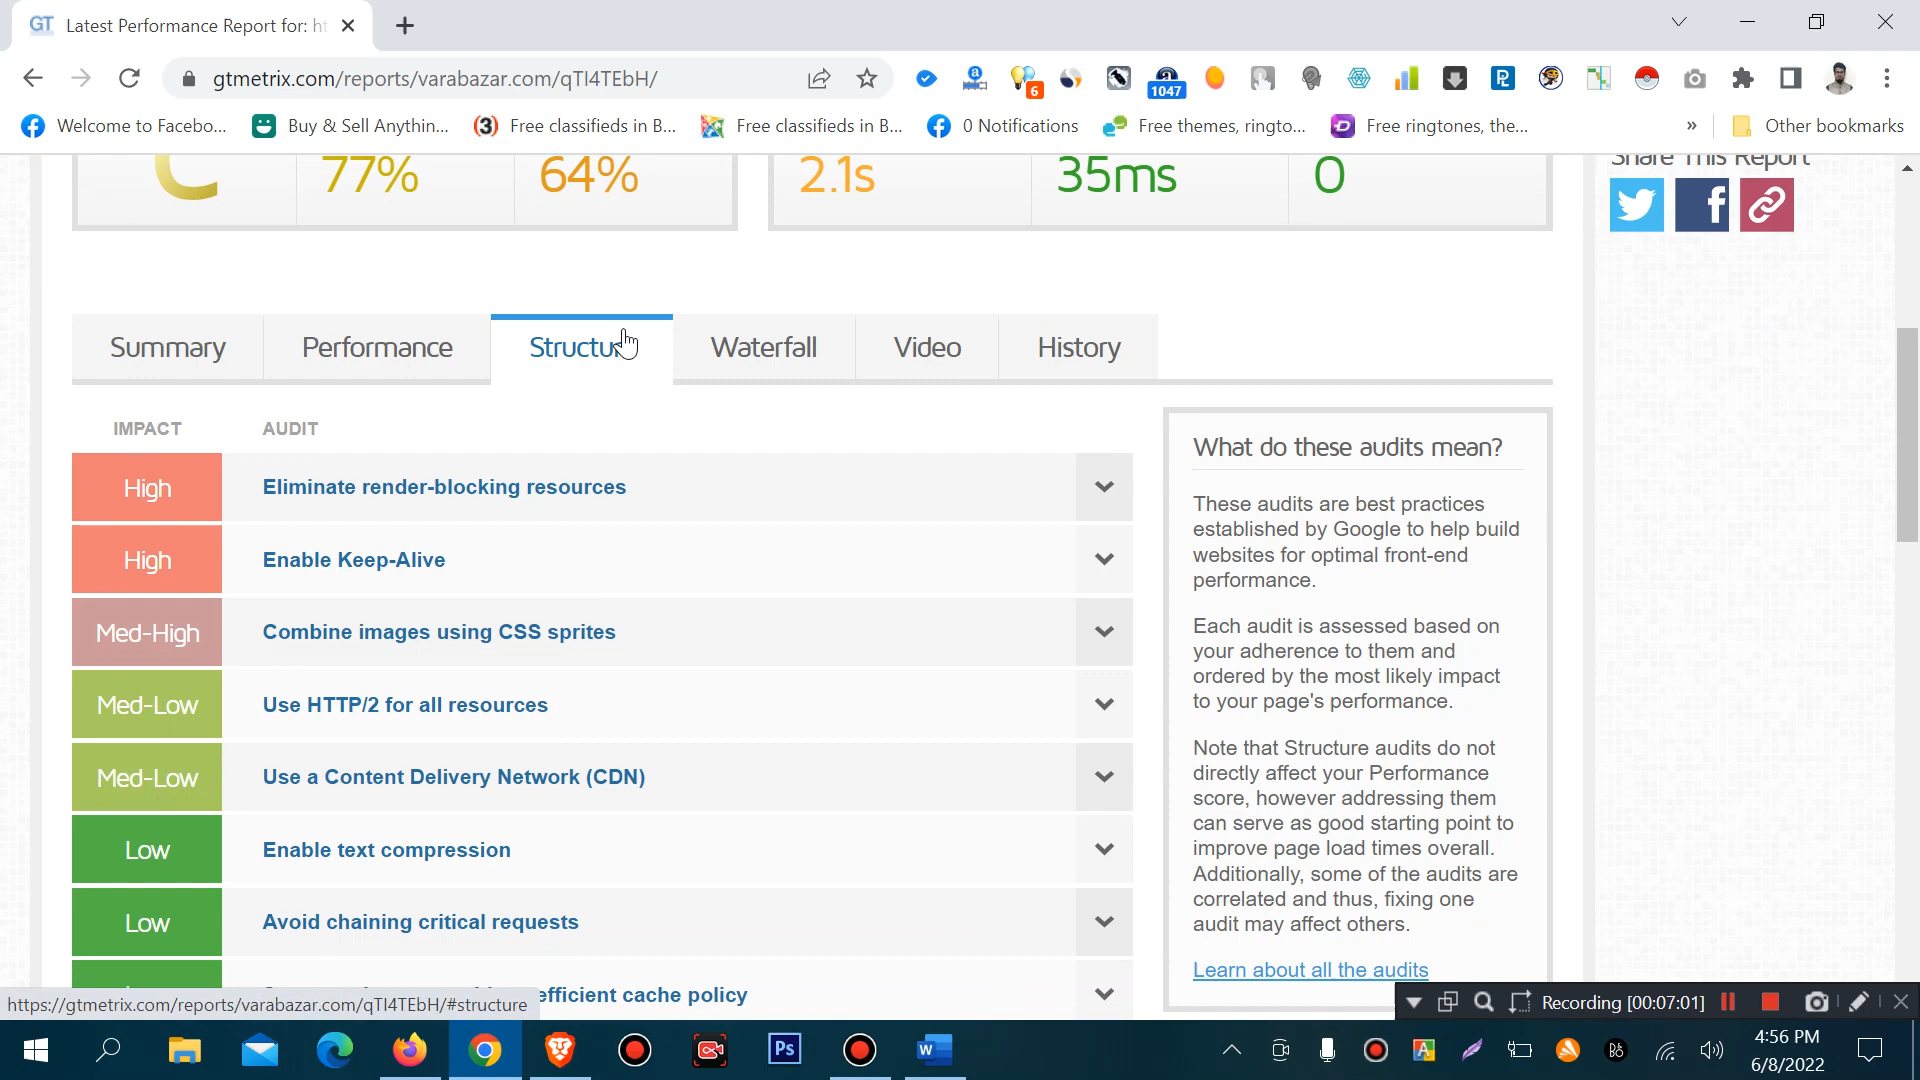 GT Latest Performance Report for: ht
gtmetrix.com/reports/varabazar.com/qTI4TEbH/
6
1047
Welcome to Facebo...
Buy & Sell Anythin...
Free classifieds in B...
Free classifieds in B...
0 Notifications
Free themes, ringto...
Free ringtones, the...
»
Other bookmarks
C
77%
64%
2.1s
35ms
0
Share This Report
Summary
Performance
Structu
Waterfall
Video
History
IMPACT
AUDIT
High
Eliminate render-blocking resources
High
Enable Keep-Alive
Med-High
Combine images using CSS sprites
Med-Low
Use HTTP/2 for all resources
Med-Low
Use a Content Delivery Network (CDN)
Low
Enable text compression
Low
Avoid chaining critical requests
efficient cache policy
What do these audits mean?
These audits are best practices
established by Google to help build
websites for optimal front-end
performance.
Each audit is assessed based on
your adherence to them and
ordered by the most likely impact
to your page's performance.
Note that Structure audits do not
directly affect your Performance
score, however addressing them
can serve as good starting point to
improve page load times overall.
Additionally, some of the audits are
correlated and thus, fixing one
audit may affect others.
Learn about all the audits
https://gtmetrix.com/reports/varabazar.com/qTI4TEbH/#structure
Recording [00:07:01]
Ps
4:56 PM
6/8/2022